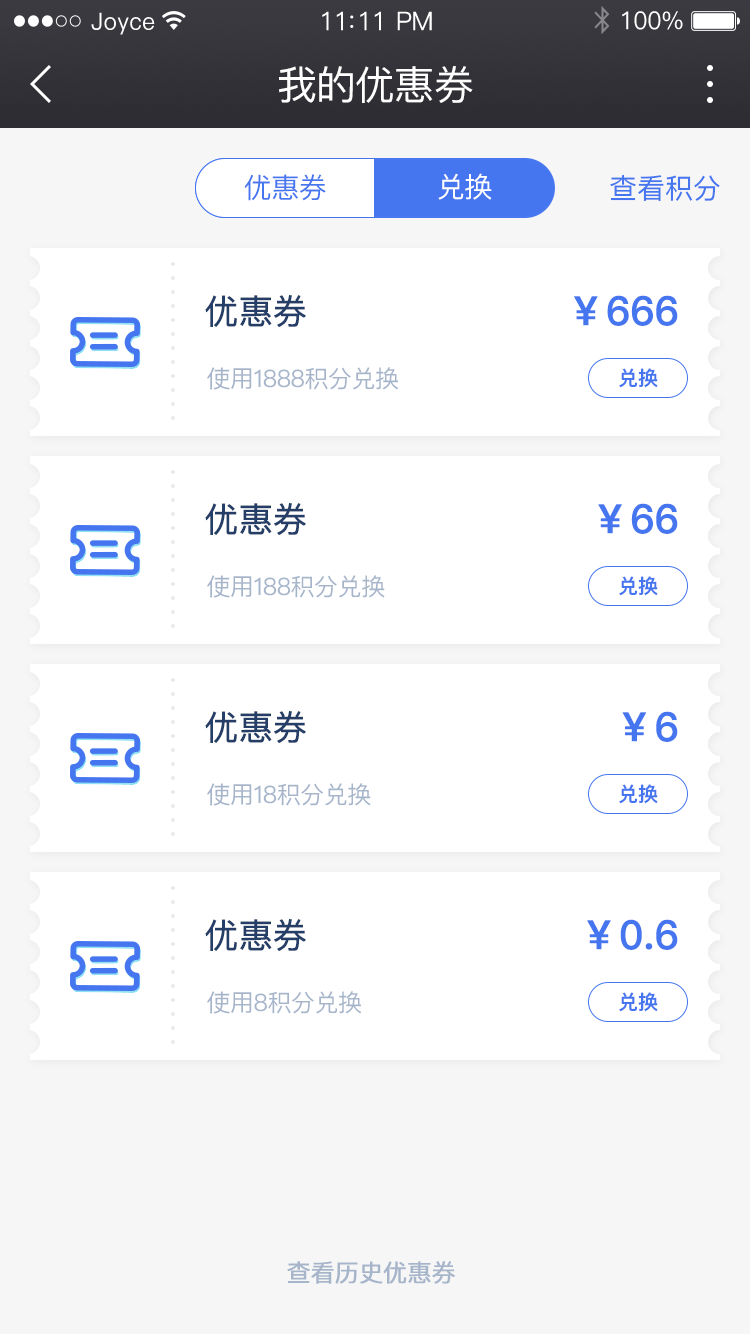 Joyce 11:11 PM 100%
我的优惠券
优惠券 兑换 查看积分
优惠券 ¥ 666
使用1888积分兑换 兑换
优惠券 ¥ 66
使用188积分兑换 兑换
优惠券 ¥ 6
使用18积分兑换 兑换
优惠券 ¥ 0.6
使用8积分兑换 兑换
查看历史优惠券